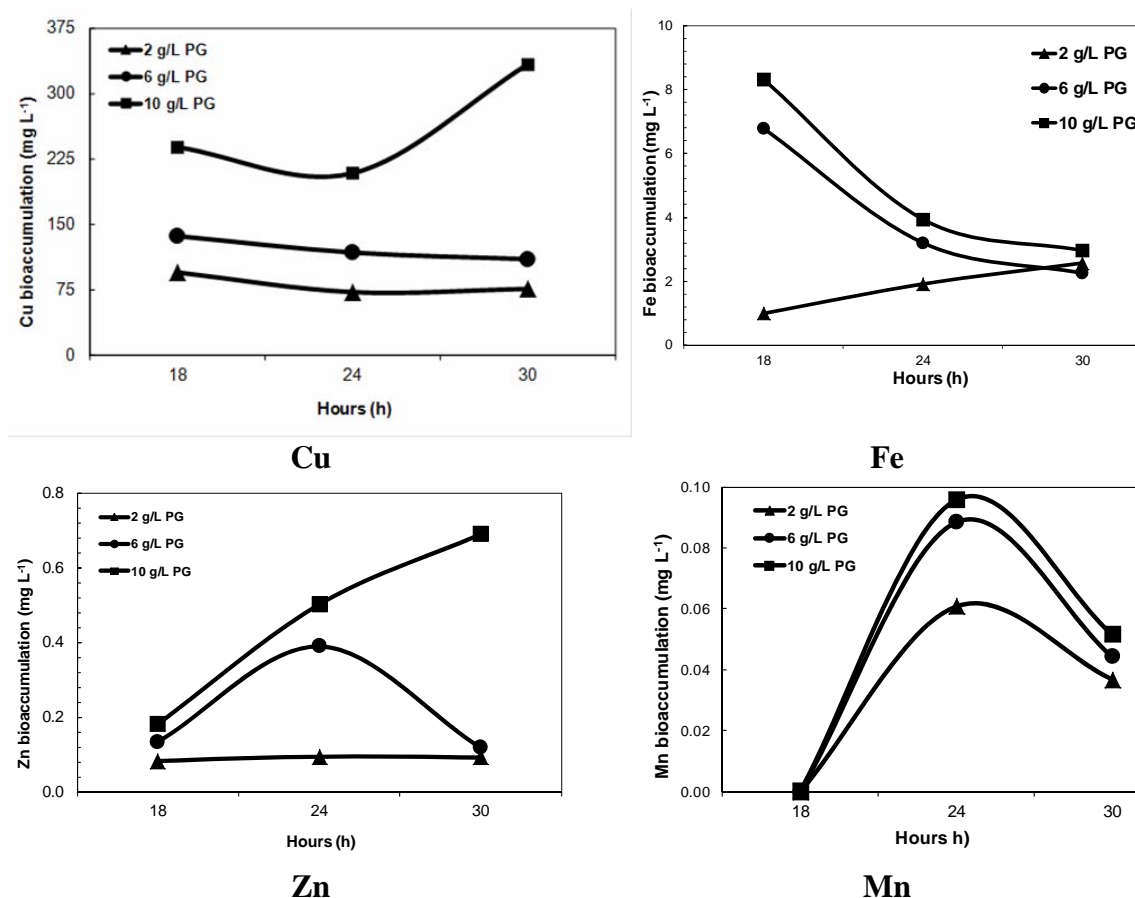 375
300
225
150
75
0
Cu bioaccumulation (mg L-1)
2 g/L PG
6 g/L PG
10 g/L PG
18 24 30
Hours (h)
Cu
10
8
6
4
2
0
Fe bioaccumulation (mg L-1)
2 g/L PG
6 g/L PG
10 g/L PG
18 24 30
Hours (h)
Fe
0.8
0.6
0.4
0.2
0.0
Zn bioaccumulation (mg L-1)
2 g/L PG
6 g/L PG
10 g/L PG
18 24 30
Hours (h)
Zn
0.10
0.08
0.06
0.04
0.02
0.00
Mn bioaccumulation (mg L-1)
2 g/L PG
6 g/L PG
10 g/L PG
18 24 30
Hours h)
Mn